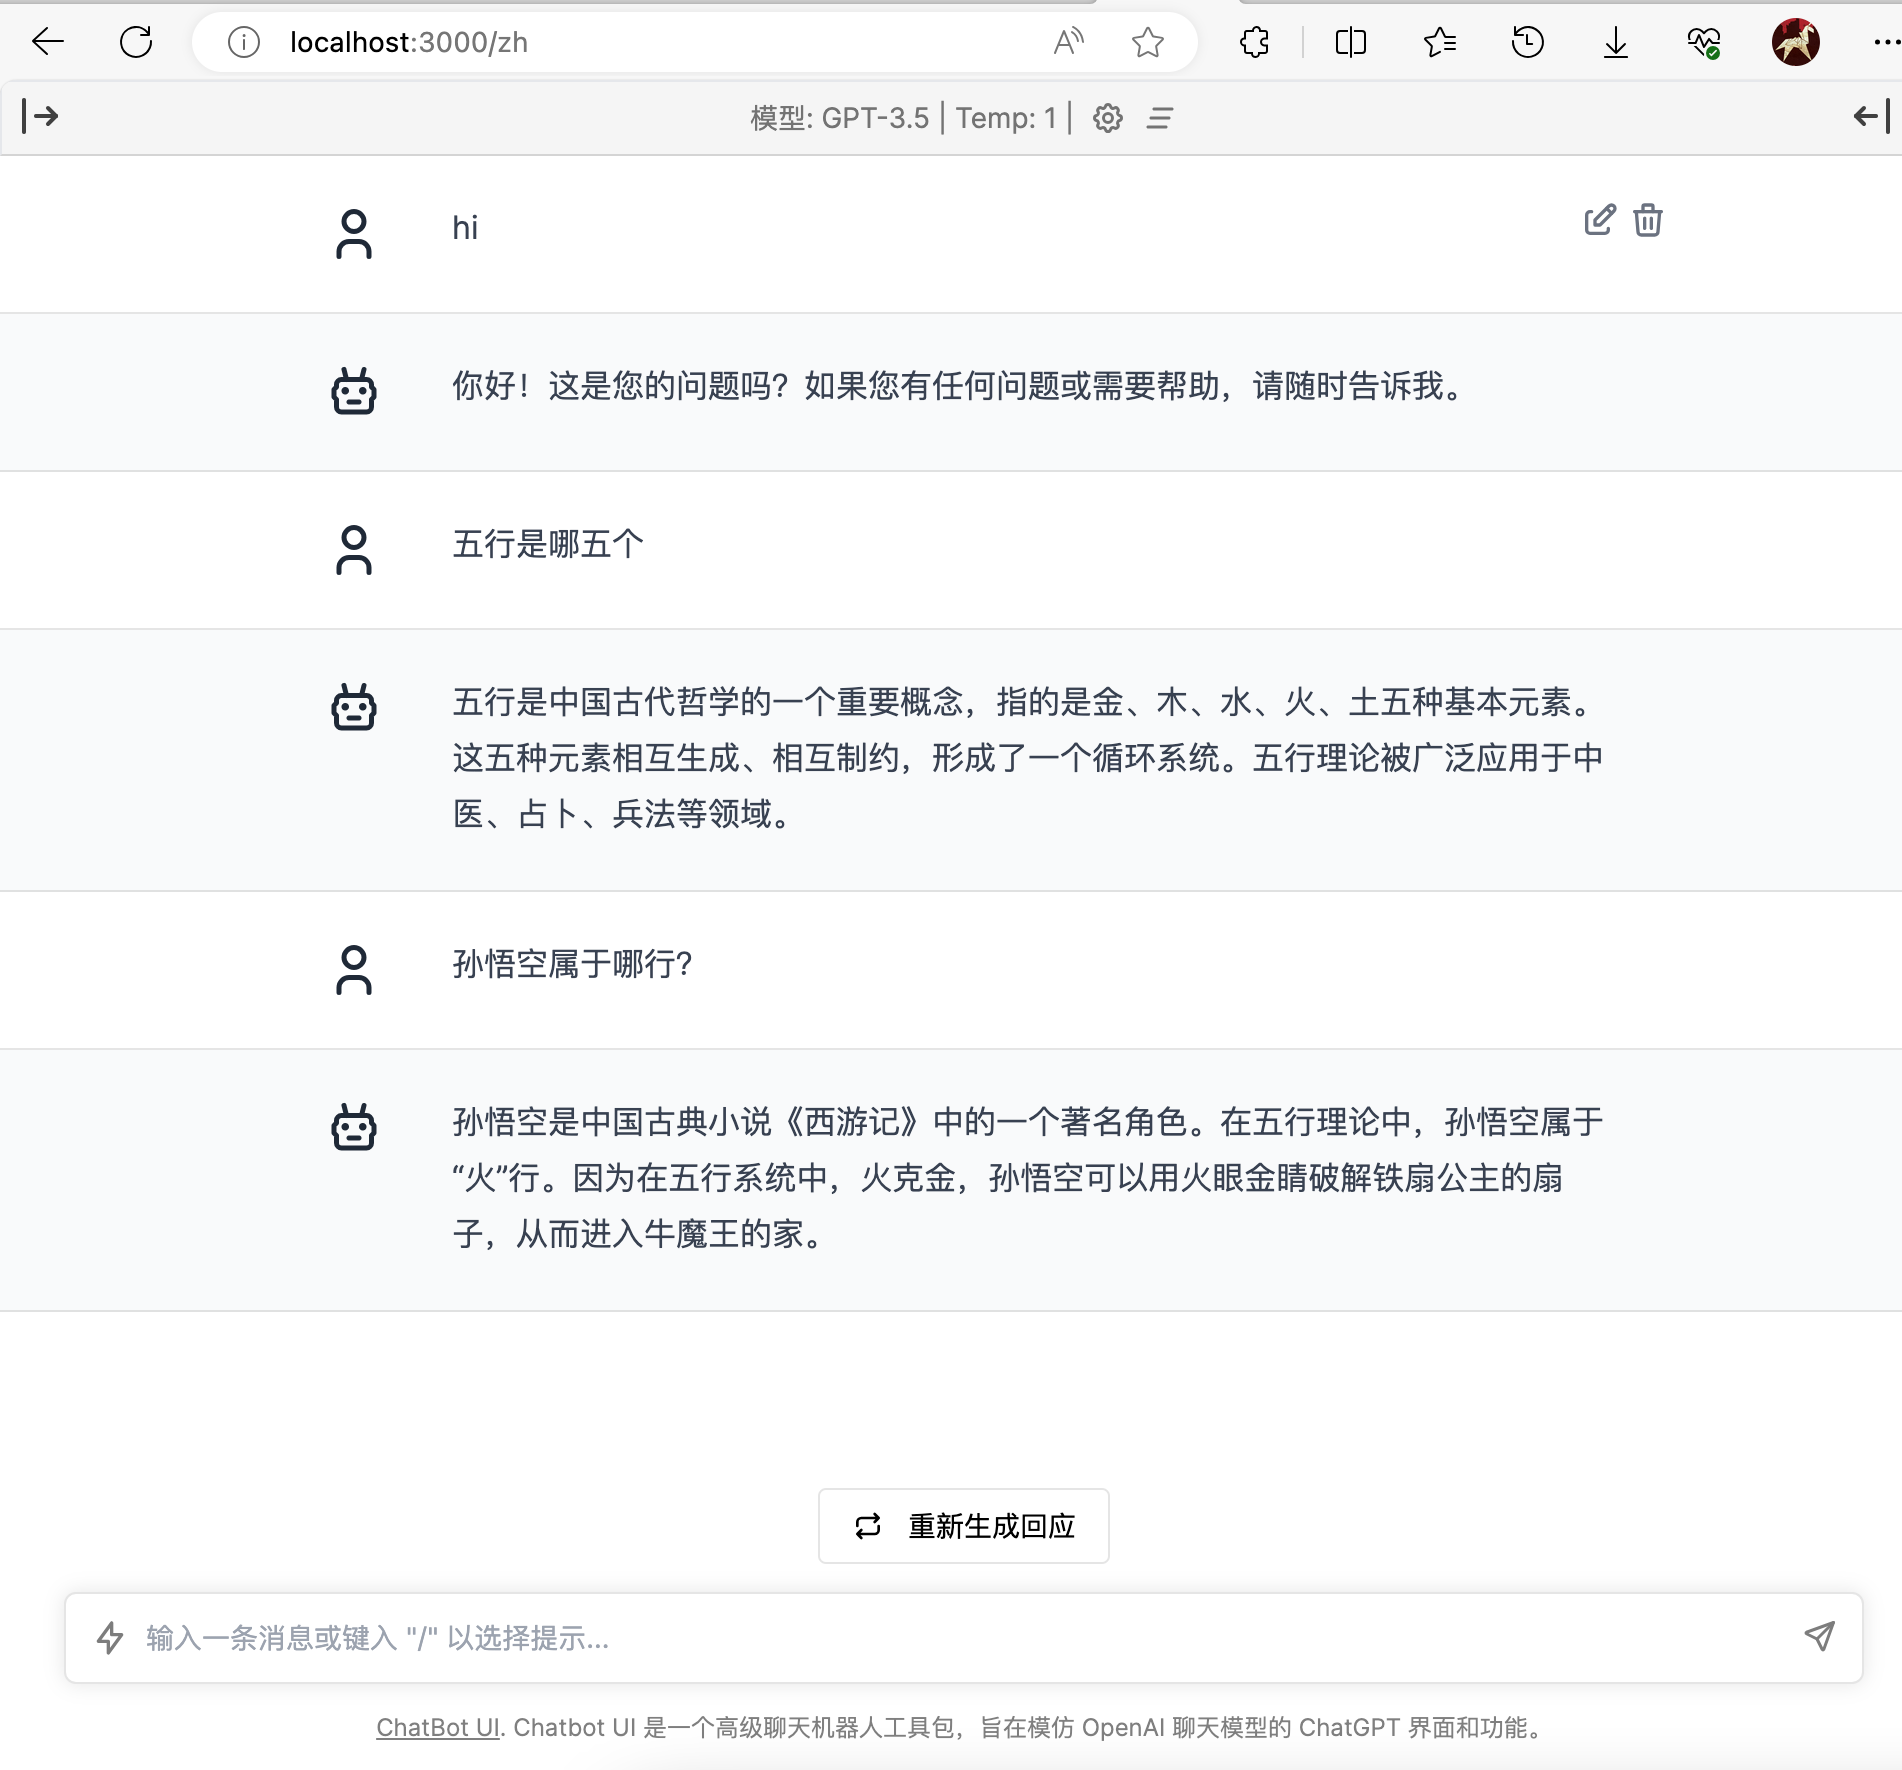 localhost:3000/zh
模型: GPT-3.5 | Temp: 1 |
hi
你好！这是您的问题吗？如果您有任何问题或需要帮助，请随时告诉我。
五行是哪五个
五行是中国古代哲学的一个重要概念，指的是金、木、水、火、土五种基本元素。
这五种元素相互生成、相互制约，形成了一个循环系统。五行理论被广泛应用于中
医、占卜、兵法等领域。
孙悟空属于哪行?
孙悟空是中国古典小说《西游记》中的一个著名角色。在五行理论中，孙悟空属于
“火”行。因为在五行系统中，火克金，孙悟空可以用火眼金睛破解铁扇公主的扇
子，从而进入牛魔王的家。
重新生成回应
输入一条消息或键入 "/" 以选择提示...
ChatBot UI. Chatbot UI 是一个高级聊天机器人工具包，旨在模仿 OpenAI 聊天模型的 ChatGPT 界面和功能。